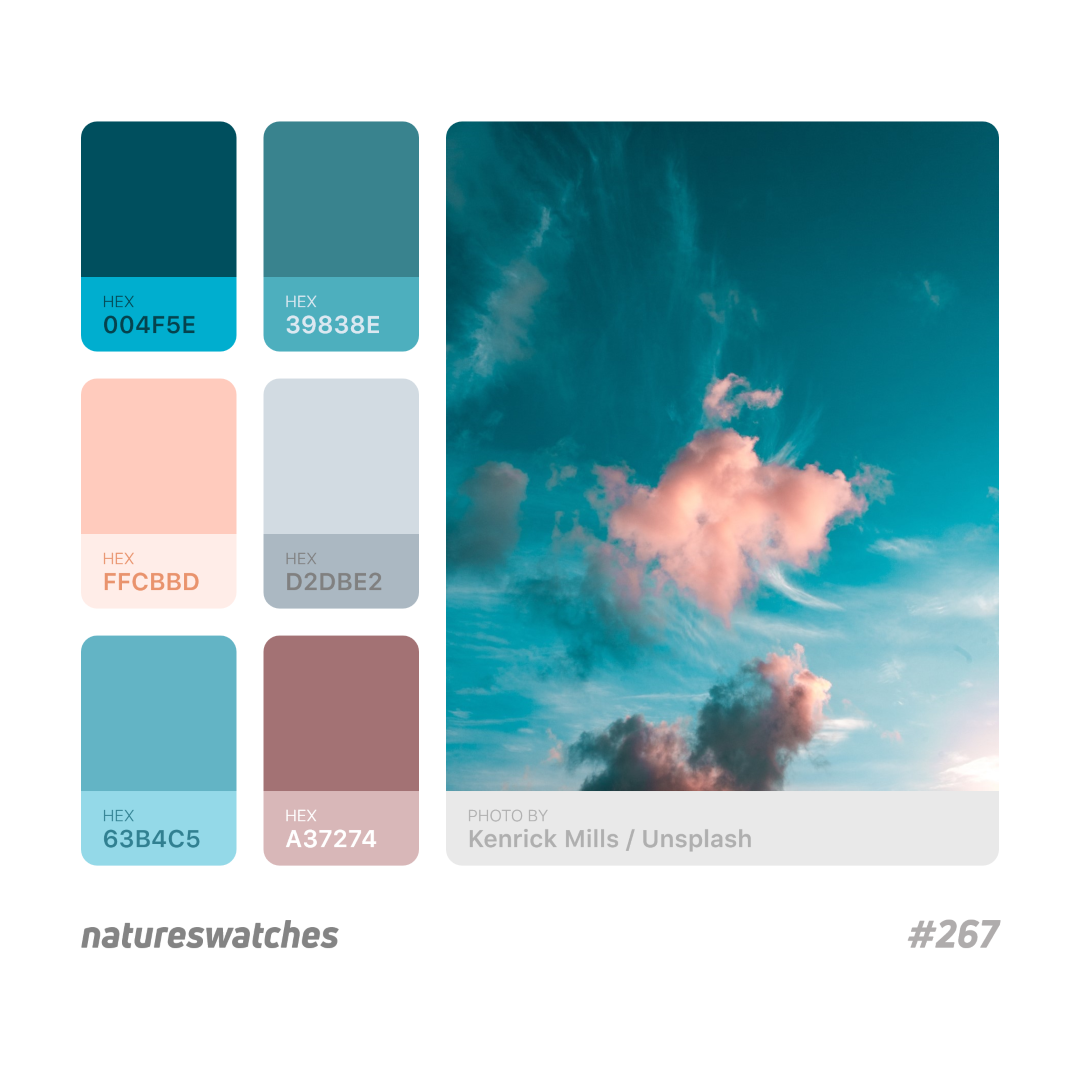 HEX
004F5E
HEX
39838E
HEX
FFCBBD
HEX
D2DBE2
HEX
63B4C5
HEX
A37274
PHOTO BY
Kenrick Mills / Unsplash
natureswatches
#267